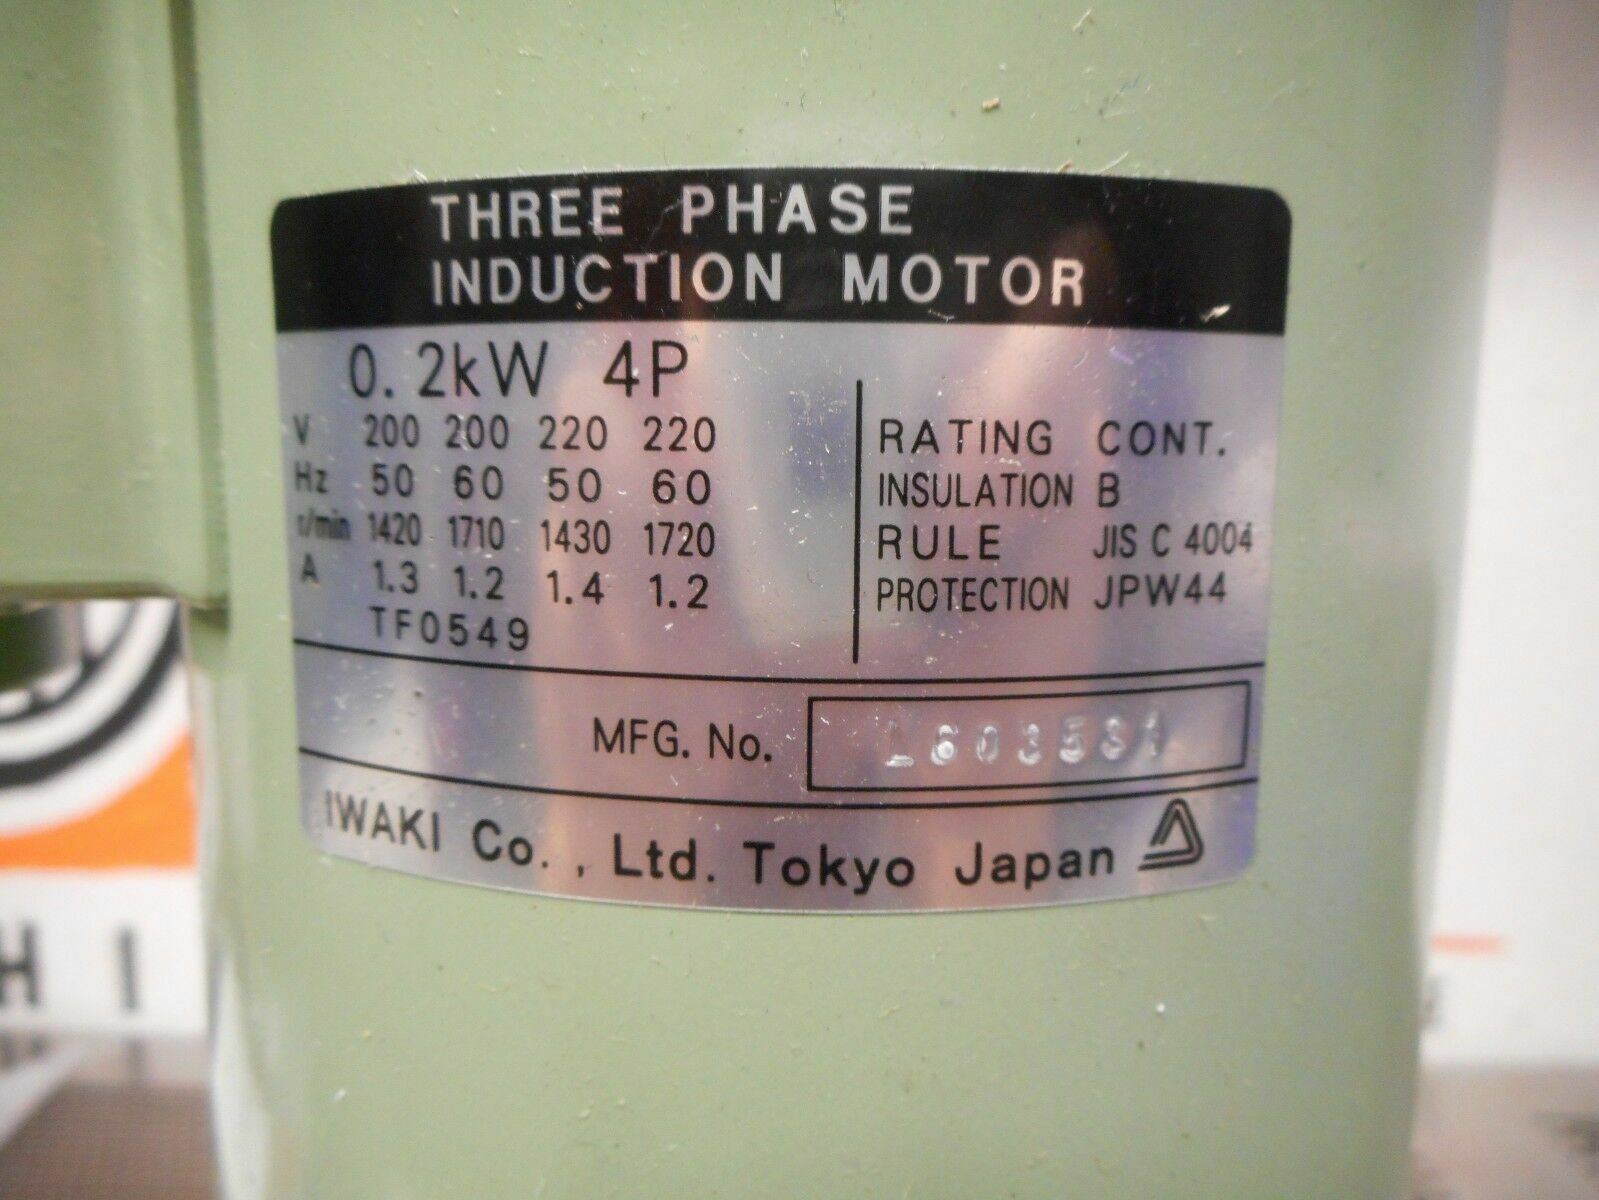 THREE PHASE
INDUCTION MOTOR
0.2kW 4P
V 200 200 220 220
Hz 50 60 50 60
r/min 1420 1710 1430 1720
A 1.3 1.2 1.4 1.2
TF0549
RATING CONT.
INSULATION B
RULE JIS C 4004
PROTECTION JPW44
MFG. No.
IWAKI Co., Ltd. Tokyo Japan
HI